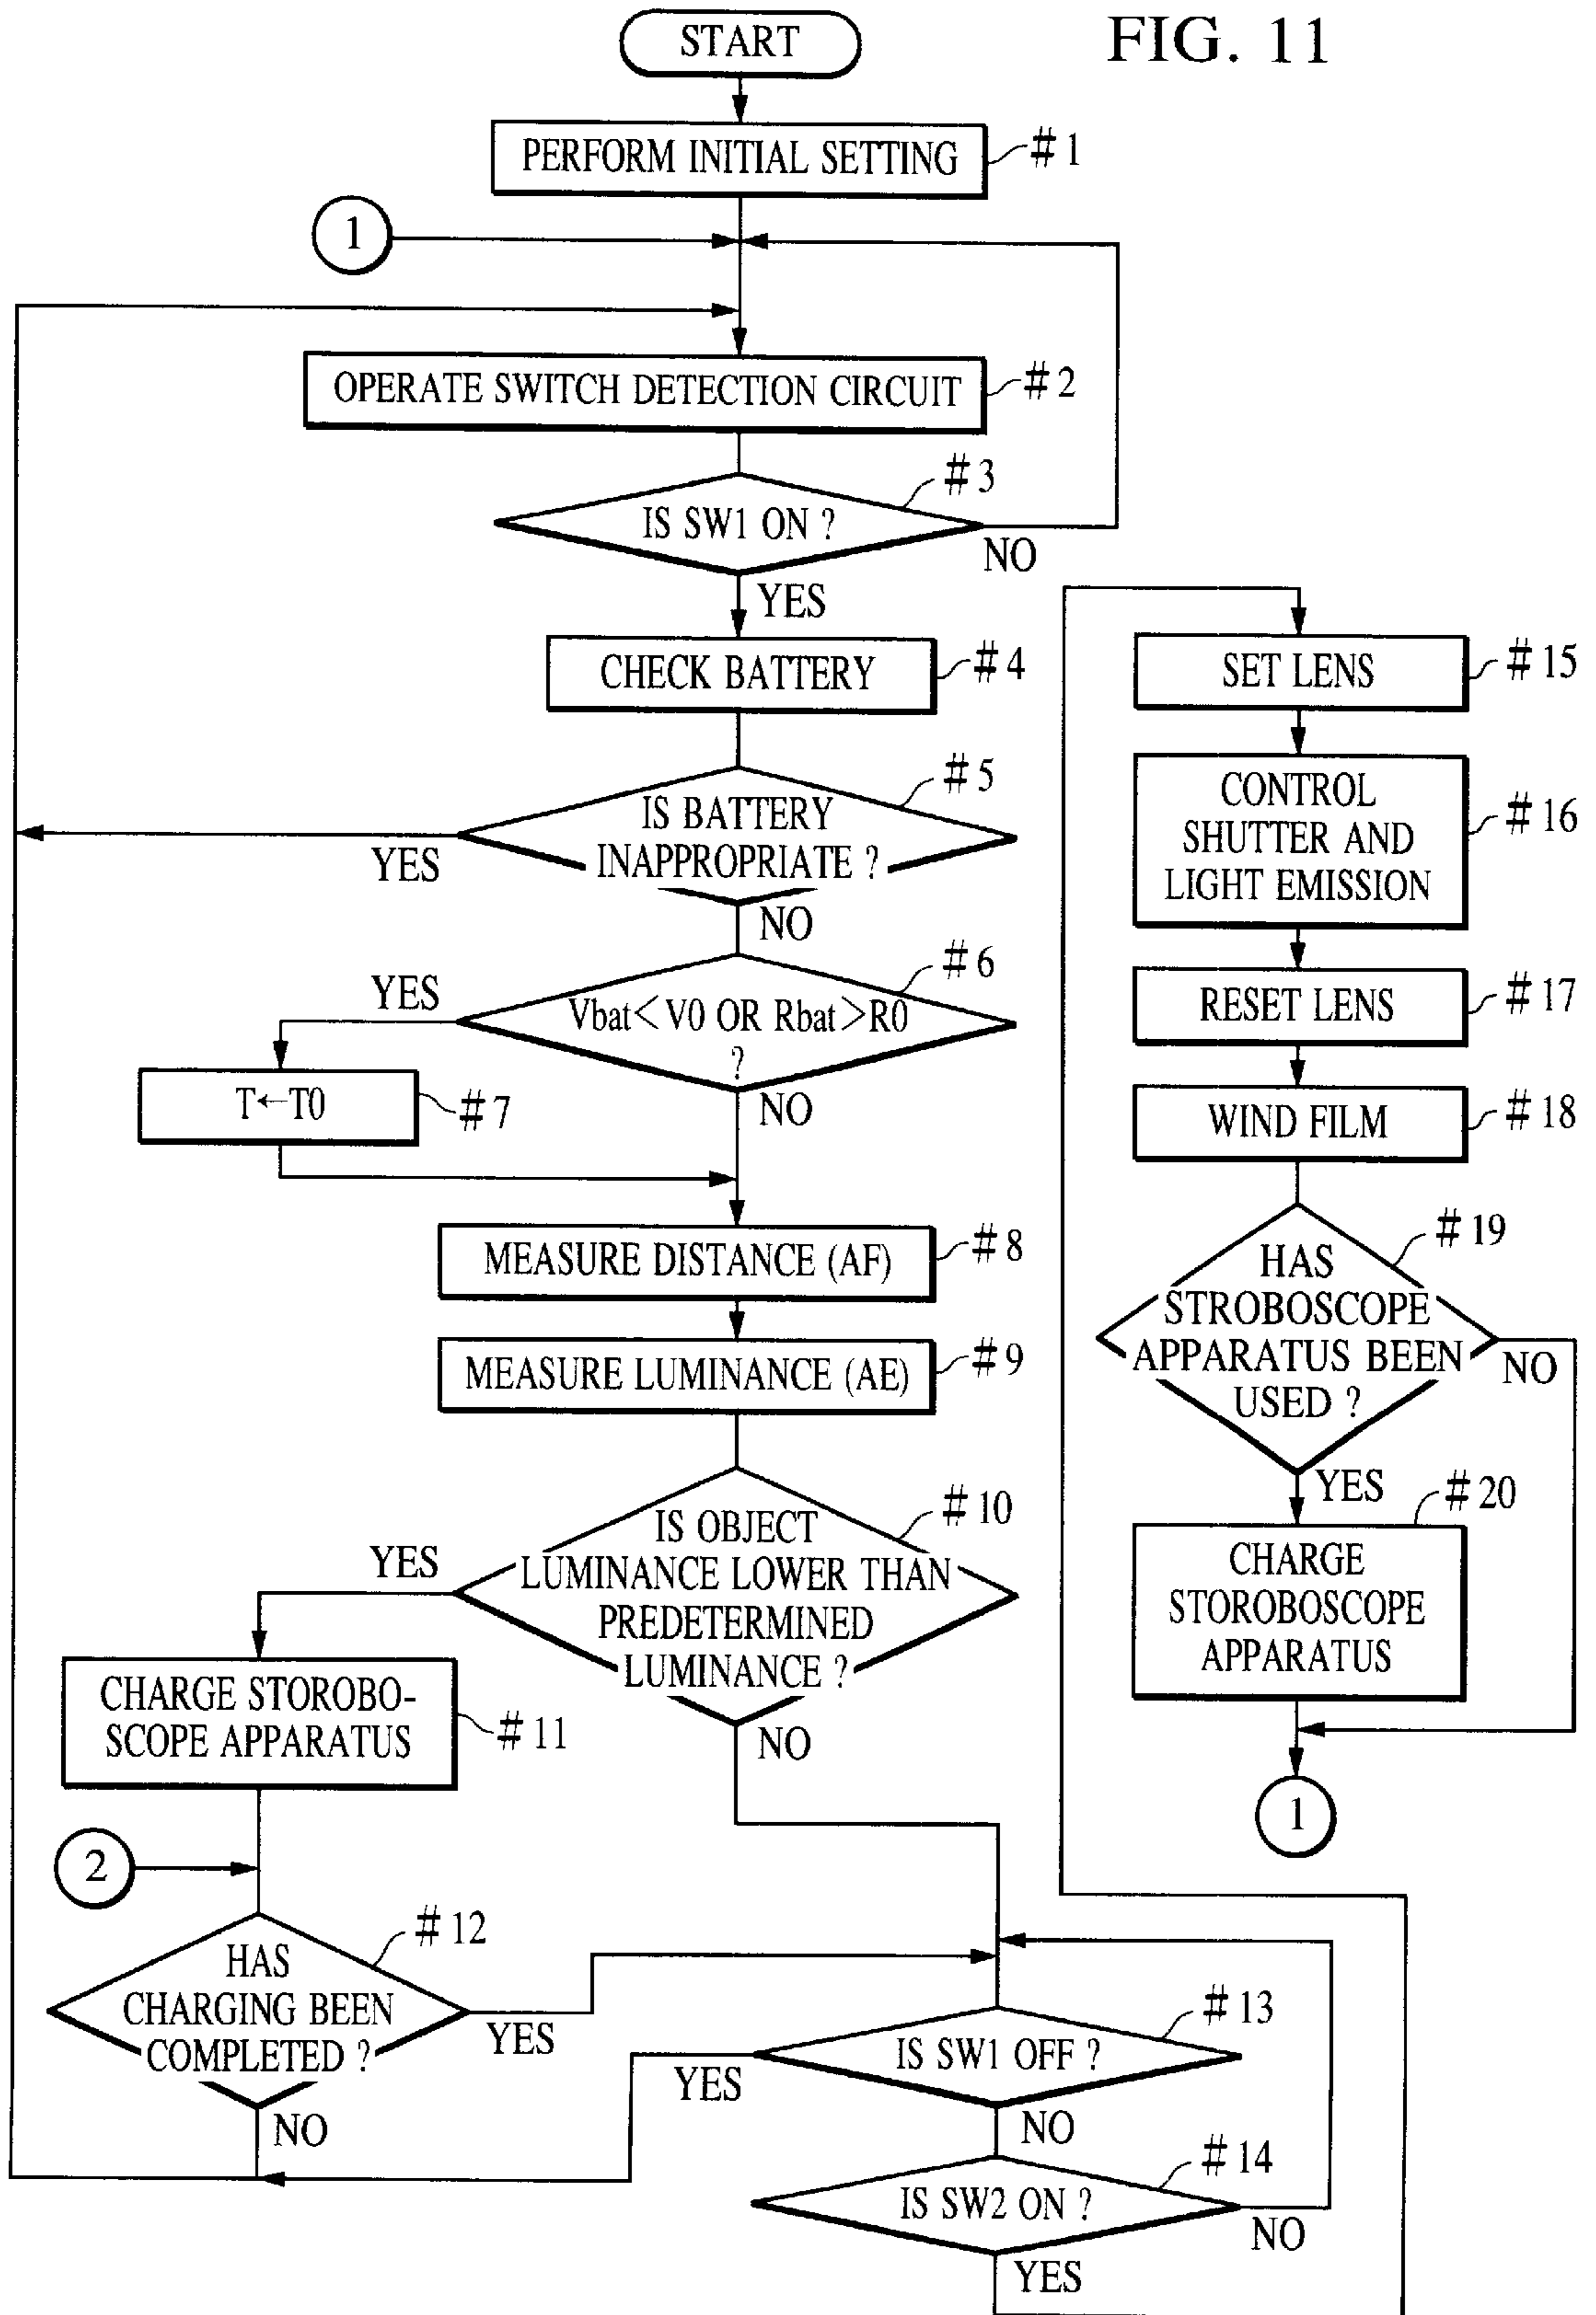 FIG. 11
START
PERFORM INITIAL SETTING
#1
1
OPERATE SWITCH DETECTION CIRCUIT
#2
#3
IS SW1 ON ?
NO
YES
CHECK BATTERY
#4
#5
IS BATTERY
INAPPROPRIATE ?
YES
NO
#6
YES
Vbat<V0 OR Rbat>R0
?
T←T0
#7
NO
MEASURE DISTANCE (AF)
#8
MEASURE LUMINANCE (AE)
#9
#10
IS OBJECT
LUMINANCE LOWER THAN
PREDETERMINED
LUMINANCE ?
YES
NO
CHARGE STOROBO-
SCOPE APPARATUS
#11
2
#12
HAS
CHARGING BEEN
COMPLETED ?
YES
NO
#13
IS SW1 OFF ?
YES
NO
#14
IS SW2 ON ?
NO
YES
SET LENS
#15
CONTROL
SHUTTER AND
LIGHT EMISSION
#16
RESET LENS
#17
WIND FILM
#18
#19
HAS
STROBOSCOPE
APPARATUS BEEN
USED ?
NO
YES
#20
CHARGE
STOROBOSCOPE
APPARATUS
1